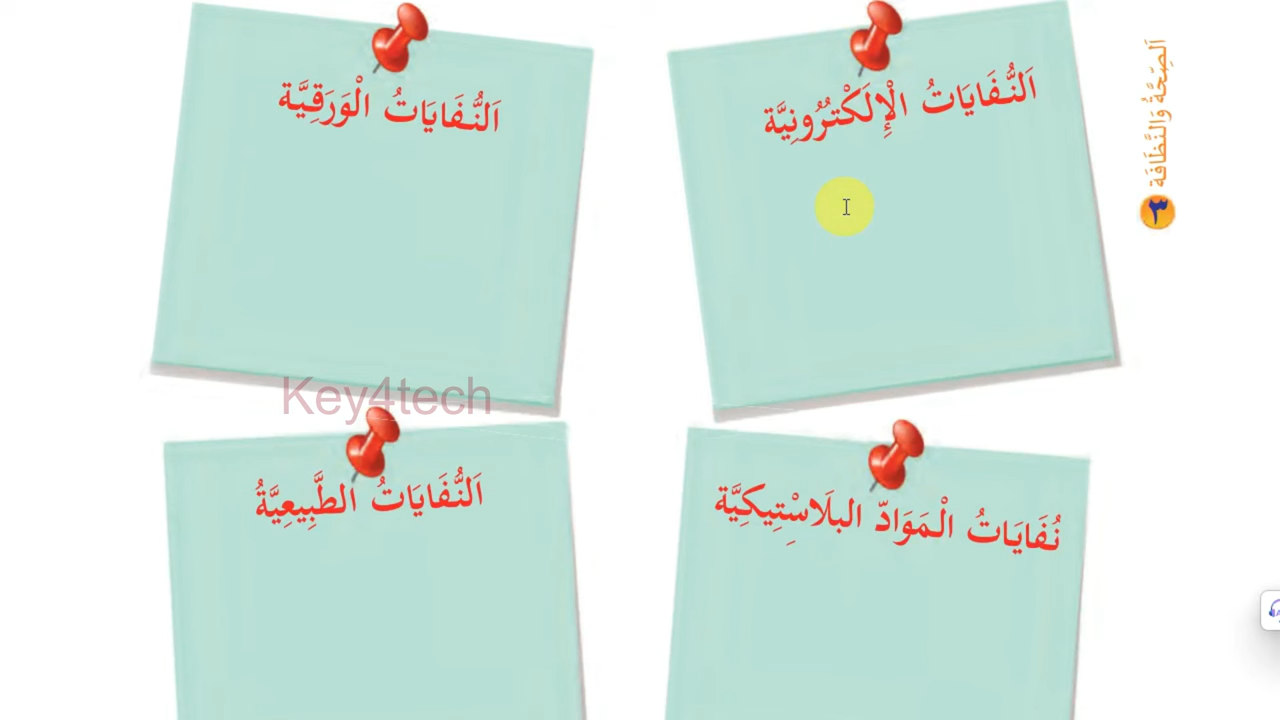 اَلصِّحَّةُ وَالنَّظَافَة
٣
اَلنُّفَايَاتُ الْإِلَكْتُرُونِيَّة
اَلنُّفَايَاتُ الْوَرَقِيَّة
Key4tech
نُفَايَاتُ الْمَوَادّ البلَاسْتِيكِيَّة
اَلنُّفَايَاتُ الطَّبِيعِيَّةُ